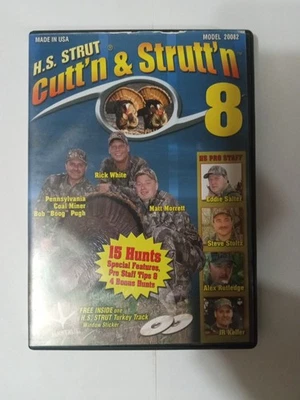 MADE IN USA
MODEL 20082
H.S. STRUT
Cutt'n & Strutt'n
8
HS PRO STAFF
Rick White
Pennsylvania
Coal Miner
Bob "Boog" Pugh
Matt Morrett
Eddie Salter
Steve Stoltz
Alex Rutledge
15 Hunts
Special Features,
Pro Staff Tips &
4 Bonus Hunts
FREE INSIDE one
H.S. STRUT Turkey Track
Window Sticker